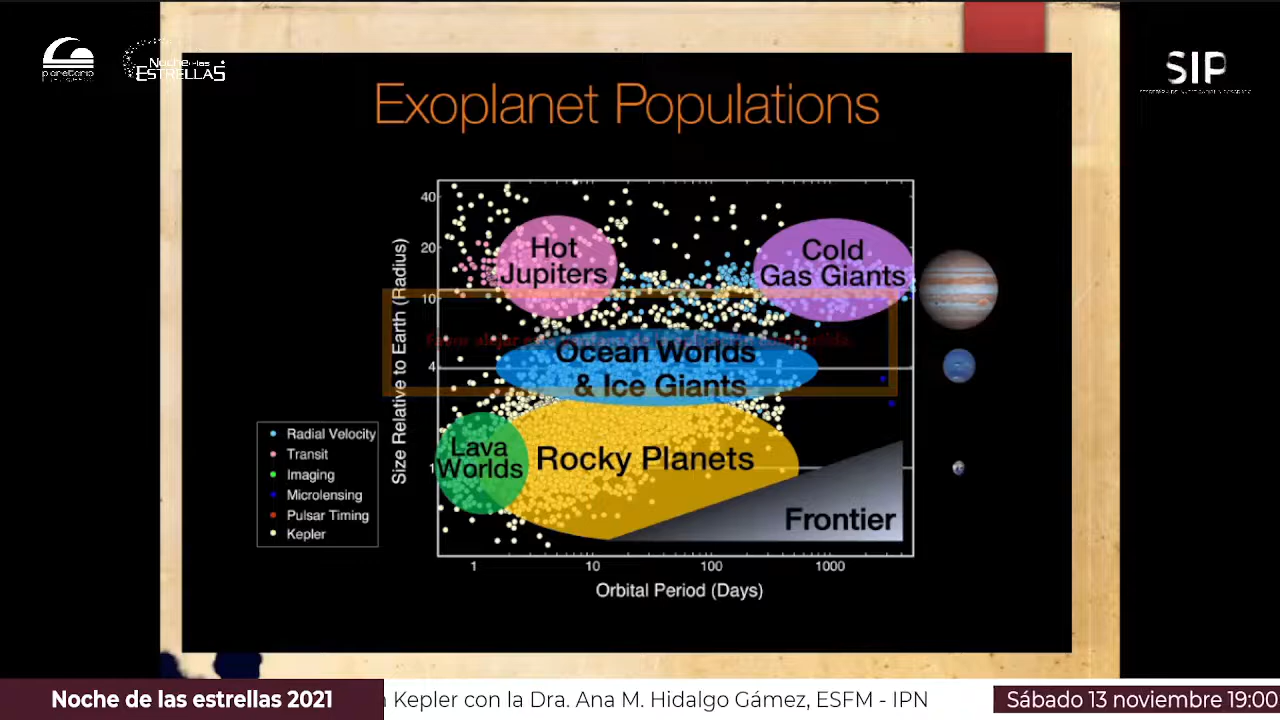 planetario
Noche de las
ESTRELLAS
SIP
Exoplanet Populations
40
20
10
4
1
Size Relative to Earth (Radius)
Hot
Jupiters
Cold
Gas Giants
Ocean Worlds
& Ice Giants
Lava
Worlds
Rocky Planets
Frontier
Radial Velocity
Transit
Imaging
Microlensing
Pulsar Timing
Kepler
1 10 100 1000
Orbital Period (Days)
Noche de las estrellas 2021
Kepler con la Dra. Ana M. Hidalgo Gámez, ESFM - IPN
Sábado 13 noviembre 19:00